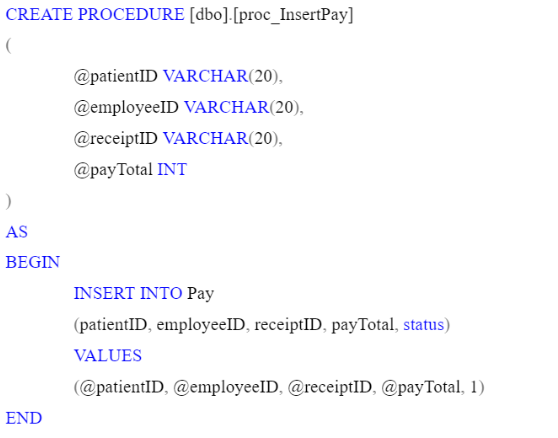 CREATE PROCEDURE [dbo].[proc_InsertPay]
(
@patientID VARCHAR(20),
@employeeID VARCHAR(20),
@receiptID VARCHAR(20),
@payTotal INT
)
AS
BEGIN
INSERT INTO Pay
(patientID, employeeID, receiptID, payTotal, status)
VALUES
(@patientID, @employeeID, @receiptID, @payTotal, 1)
END